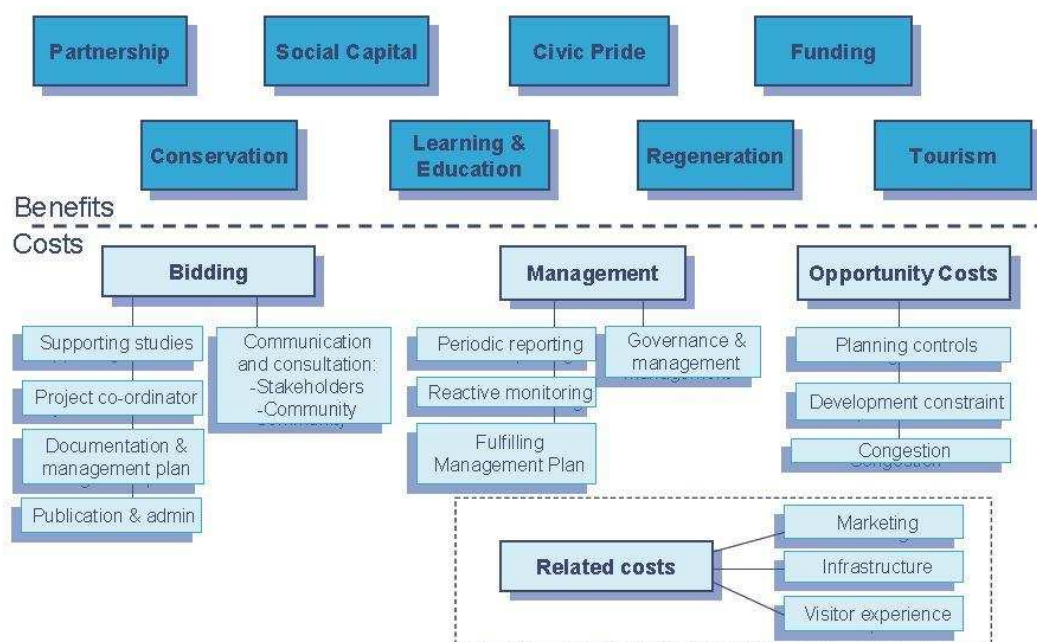 Partnership
Social Capital
Civic Pride
Funding
Conservation
Learning &
Education
Regeneration
Tourism
Benefits
Costs
Bidding
Management
Opportunity Costs
Supporting studies
Project co-ordinator
Documentation &
management plan
Publication & admin
Communication
and consultation:
-Stakeholders
-Community
Periodic reporting
Reactive monitoring
Fulfilling
Management Plan
Governance &
management
Planning controls
Development constraint
Congestion
Related costs
Marketing
Infrastructure
Visitor experience